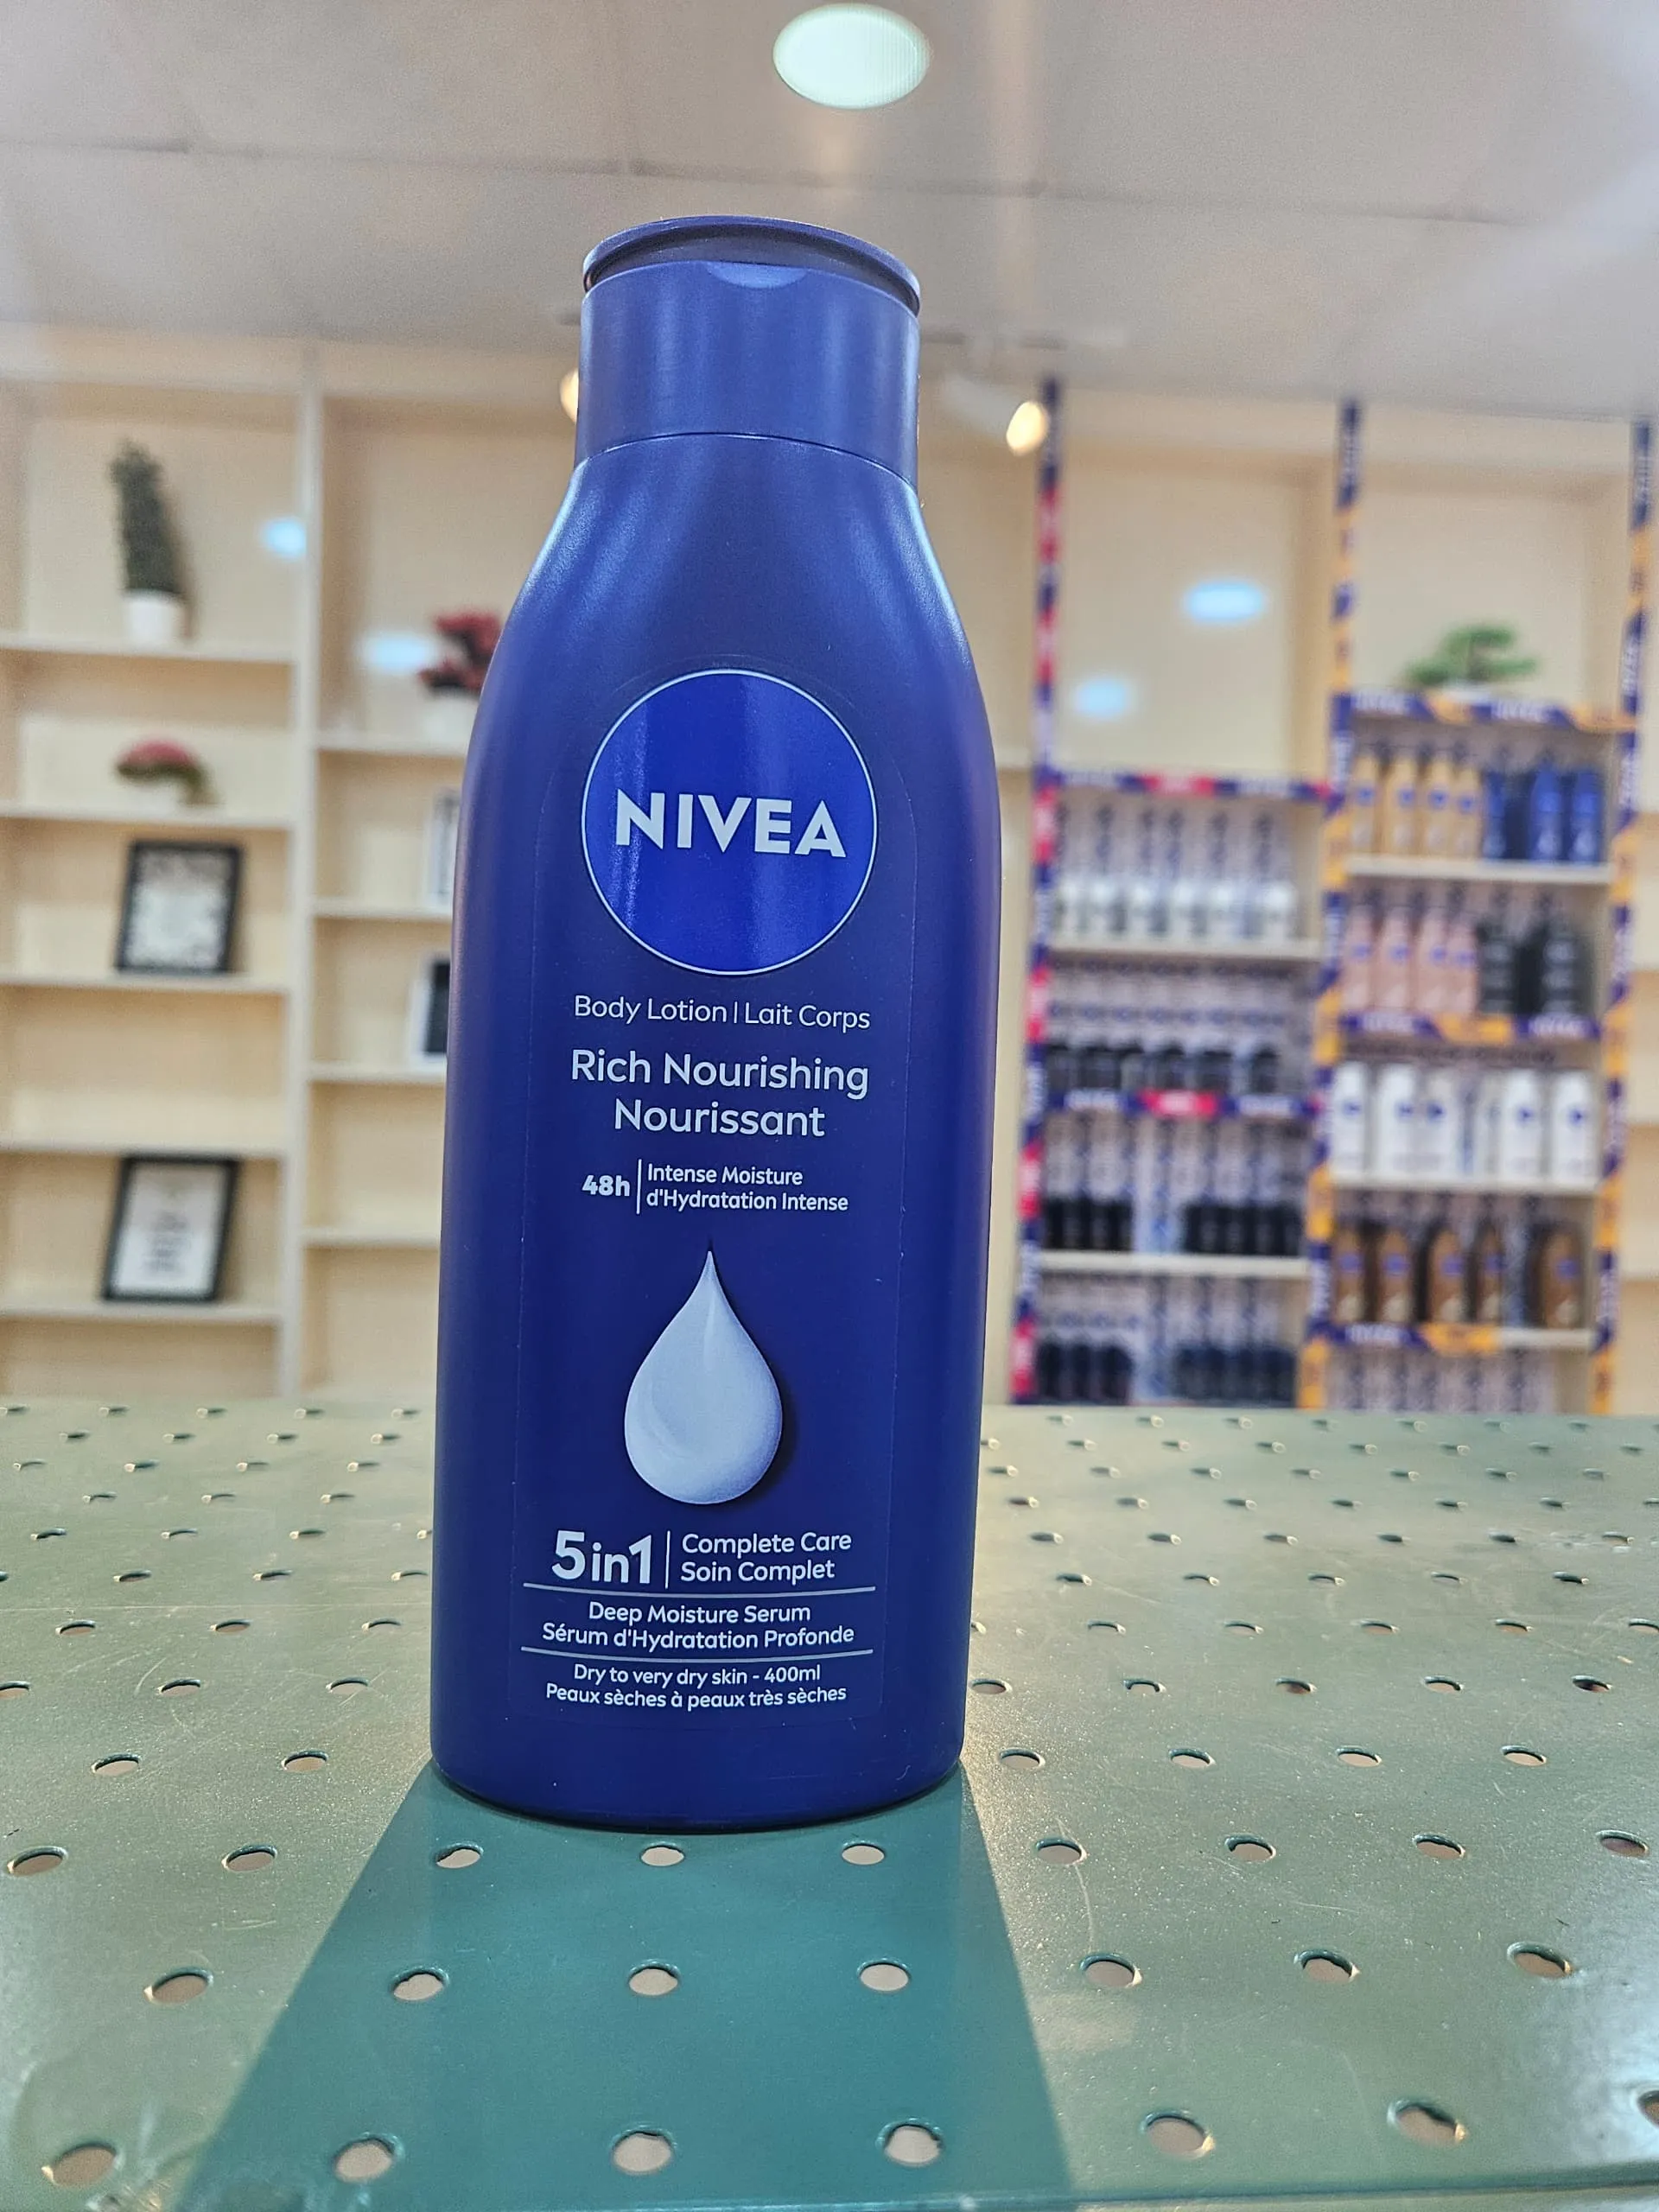 NIVEA
Body Lotion | Lait Corps
Rich Nourishing
Nourissant
48h | Intense Moisture
d'Hydratation Intense
5in1 | Complete Care
Soin Complet
Deep Moisture Serum
Sérum d'Hydratation Profonde
Dry to very dry skin - 400ml
Peaux sèches à peaux très sèches